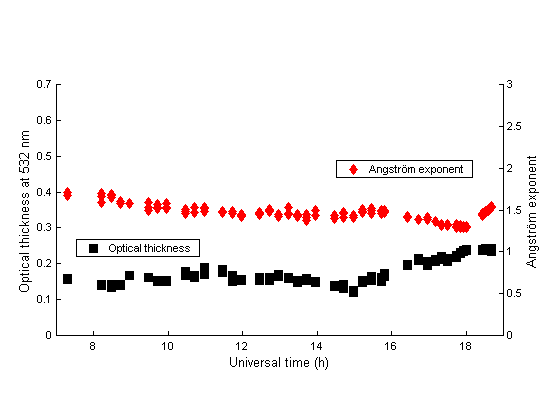 0.7
0.6
0.5
0.4
0.3
0.2
0.1
0
Optical thickness at 532 nm
3
2.5
2
1.5
1
0.5
0
Angström exponent
Angström exponent
Optical thickness
8 10 12 14 16 18
Universal time (h)